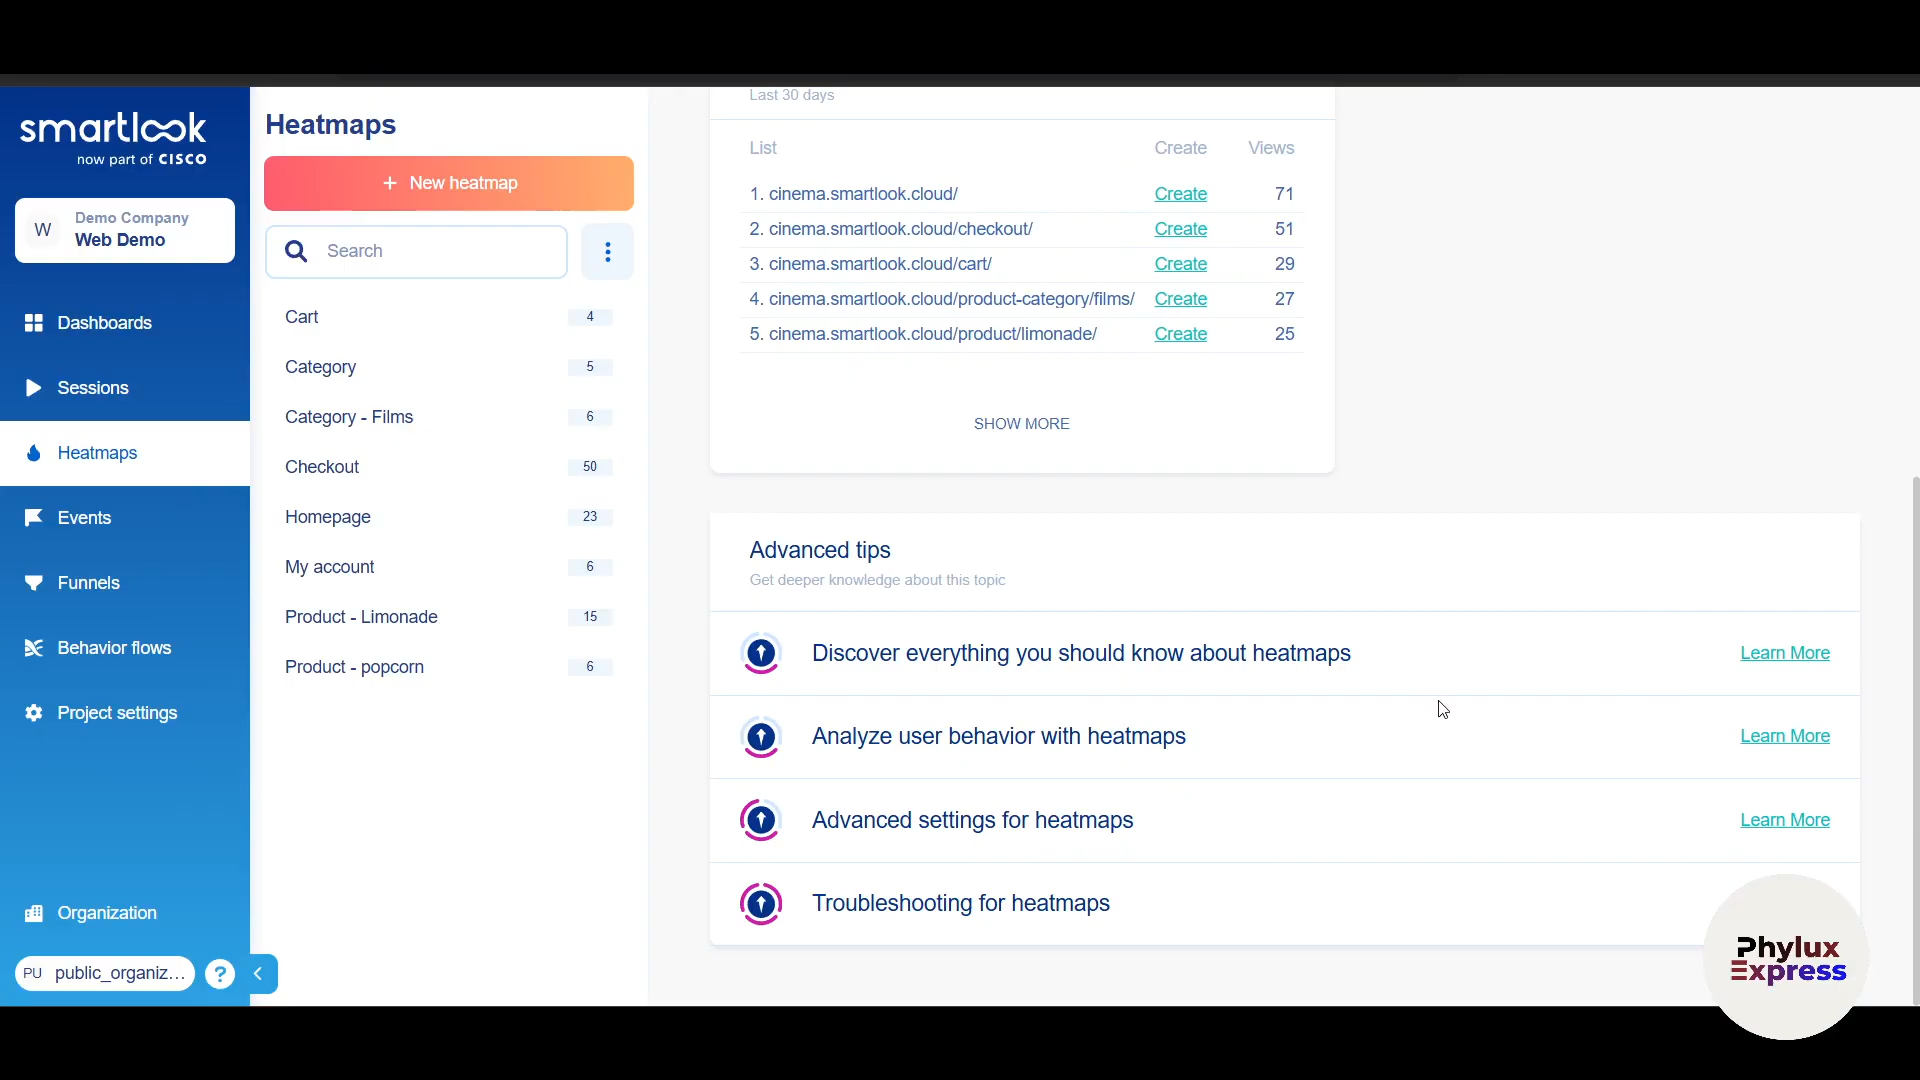 smartlook
now part of CISCO
W
Demo Company
Web Demo
Dashboards
Sessions
Heatmaps
Events
Funnels
Behavior flows
Project settings
Organization
PU public_organiz...
?
Heatmaps
+ New heatmap
Search
Cart 4
Category 5
Category - Films 6
Checkout 50
Homepage 23
My account 6
Product - Limonade 15
Product - popcorn 6
Last 30 days
List Create Views
1. cinema.smartlook.cloud/ Create 71
2. cinema.smartlook.cloud/checkout/ Create 51
3. cinema.smartlook.cloud/cart/ Create 29
4. cinema.smartlook.cloud/product-category/films/ Create 27
5. cinema.smartlook.cloud/product/limonade/ Create 25
SHOW MORE
Advanced tips
Get deeper knowledge about this topic
Discover everything you should know about heatmaps Learn More
Analyze user behavior with heatmaps Learn More
Advanced settings for heatmaps Learn More
Troubleshooting for heatmaps
Phylux
Express